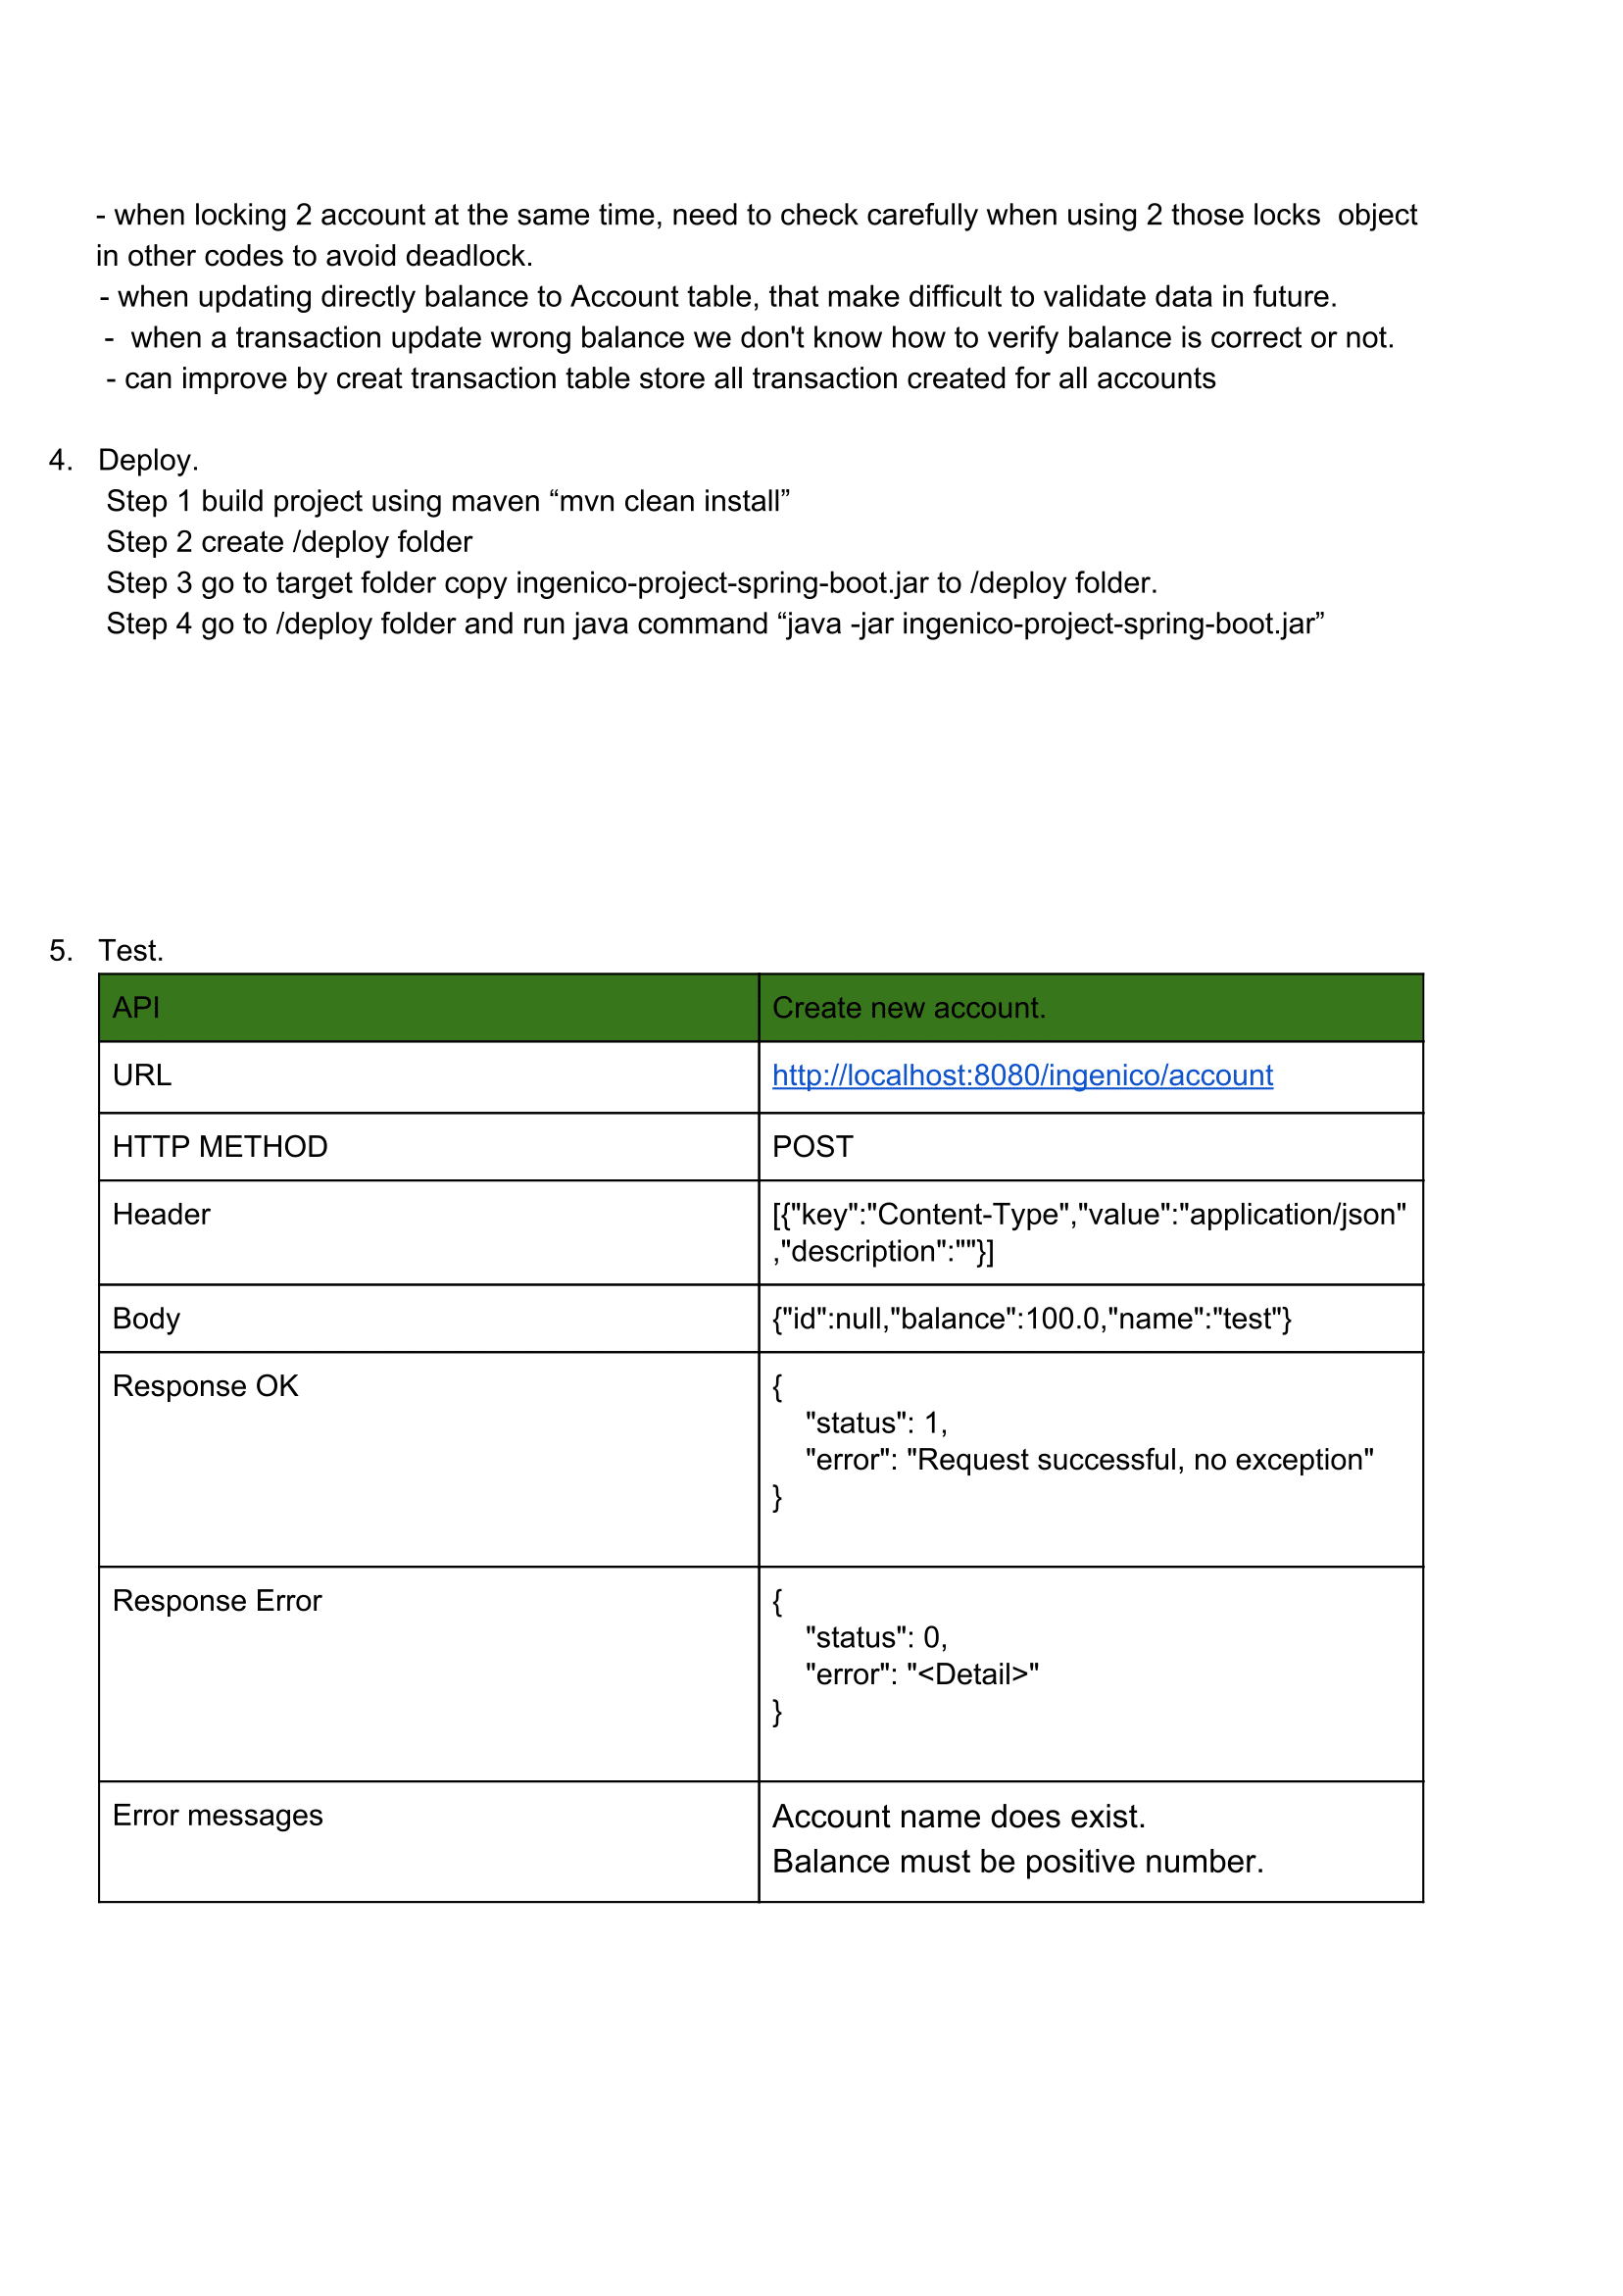 - when locking 2 account at the same time, need to check carefully when using 2 those locks  object
in other codes to avoid deadlock.
- when updating directly balance to Account table, that make difficult to validate data in future.
-  when a transaction update wrong balance we don't know how to verify balance is correct or not.
- can improve by creat transaction table store all transaction created for all accounts
4. Deploy.
Step 1 build project using maven “mvn clean install”
Step 2 create /deploy folder
Step 3 go to target folder copy ingenico-project-spring-boot.jar to /deploy folder.
Step 4 go to /deploy folder and run java command “java -jar ingenico-project-spring-boot.jar”
5. Test.
API Create new account.
URL http://localhost:8080/ingenico/account
HTTP METHOD POST
Header [{"key":"Content-Type","value":"application/json"
,"description":""}]
Body {"id":null,"balance":100.0,"name":"test"}
Response OK {
"status": 1,
"error": "Request successful, no exception"
}
Response Error {
"status": 0,
"error": "<Detail>"
}
Error messages Account name does exist.
Balance must be positive number.